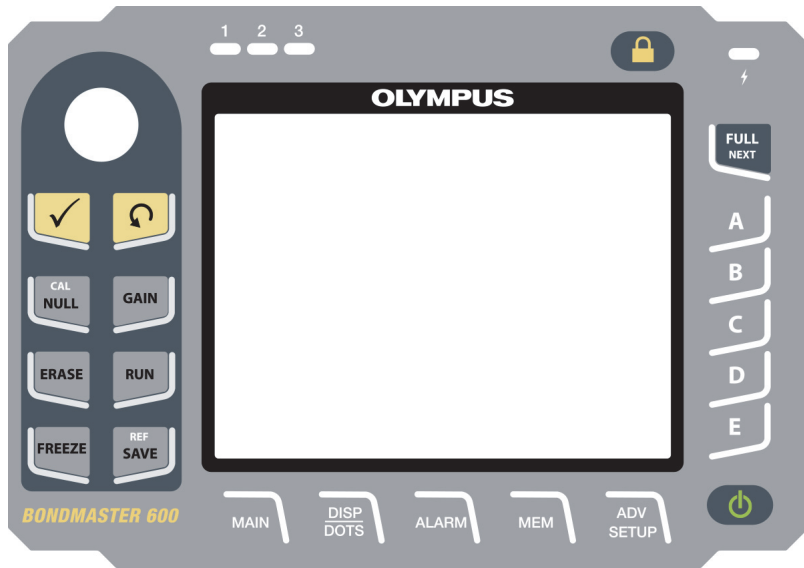 1 2 3
OLYMPUS
FULL
NEXT
A
B
C
D
E
CAL
NULL
GAIN
ERASE
RUN
FREEZE
REF
SAVE
BONDMASTER 600
MAIN
DISP
DOTS
ALARM
MEM
ADV
SETUP